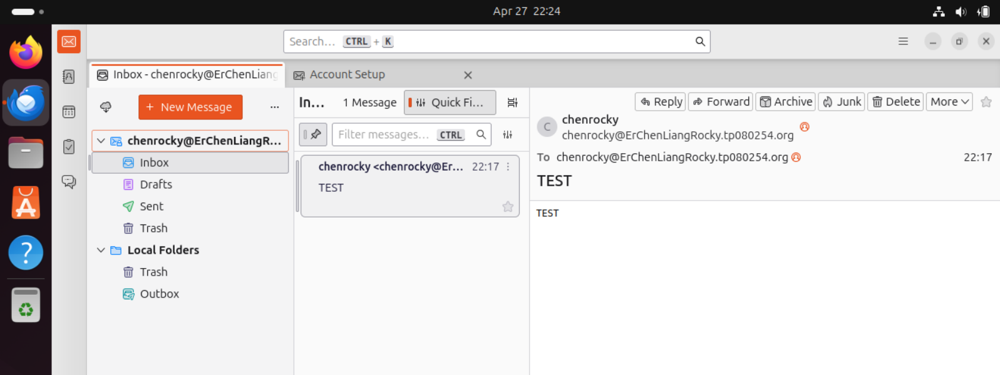 Apr 27 22:24
Search... CTRL + K
Inbox - chenrocky@ErChenLiang
Account Setup
New Message
chenrocky@ErChenLiangR...
Inbox
Drafts
Sent
Trash
Local Folders
Trash
Outbox
In... 1 Message Quick Fi...
Filter messages... CTRL
chenrocky <chenrocky@Er... 22:17
TEST
Reply Forward Archive Junk Delete More
C
chenrocky
chenrocky@ErChenLiangRocky.tp080254.org
To chenrocky@ErChenLiangRocky.tp080254.org 22:17
TEST
TEST